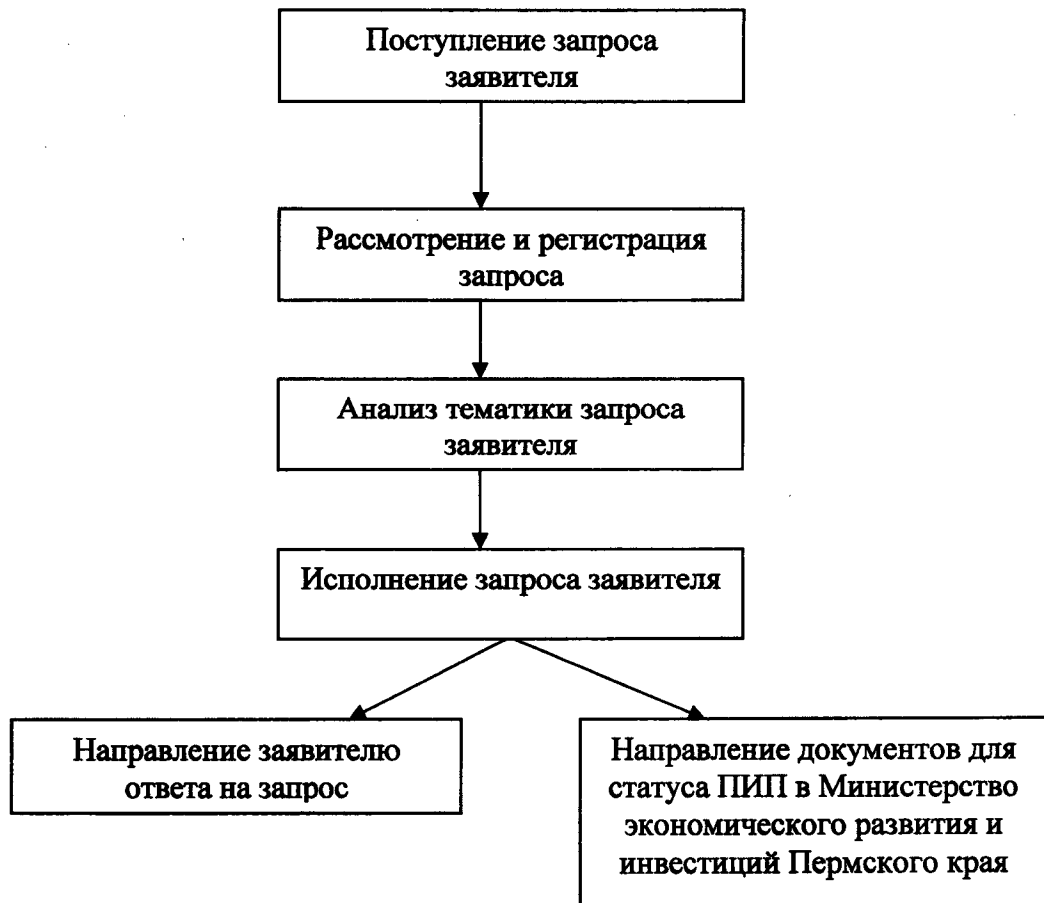 Поступление запроса
заявителя
Рассмотрение и регистрация
запроса
Анализ тематики запроса
заявителя
Исполнение запроса заявителя
Направление заявителю
ответа на запрос
Направление документов для
статуса ПИП в Министерство
экономического развития и
инвестиций Пермского края